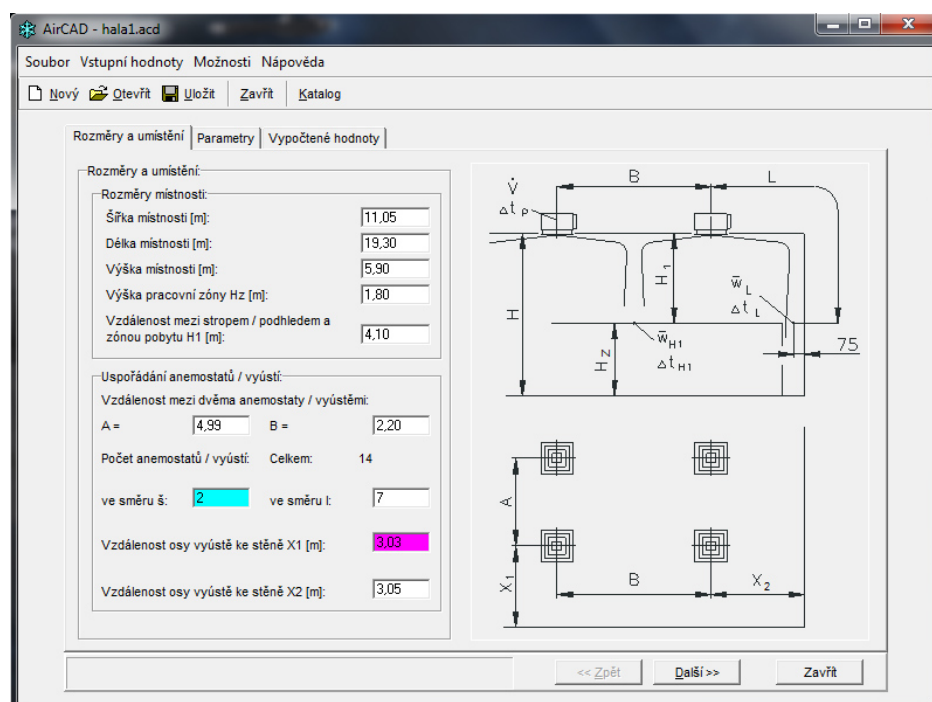 AirCAD - hala1.acd
Soubor Vstupní hodnoty Možnosti Nápověda
Nový Otevřít Uložit Zavřít Katalog
Rozměry a umístění Parametry Vypočtené hodnoty
Rozměry a umístění:
Rozměry místnosti:
Šířka místnosti [m]: 11,05
Délka místnosti [m]: 19,30
Výška místnosti [m]: 5,90
Výška pracovní zóny Hz [m]: 1,80
Vzdálenost mezi stropem / podhledem a
zónou pobytu H1 [m]: 4,10
Uspořádání anemostatů / vyústí:
Vzdálenost mezi dvěma anemostaty / vyústěmi:
A = 4,99 B = 2,20
Počet anemostatů / vyústí: Celkem: 14
ve směru š: 2 ve směru l: 7
Vzdálenost osy vyústě ke stěně X1 [m]: 3,03
Vzdálenost osy vyústě ke stěně X2 [m]: 3,05
V̇ B L
Δt P
H H1 w̄ L
Δt L
Hz w̄ H1 75
Δt H1
A
X1 B X2
<< Zpět Další >> Zavřít